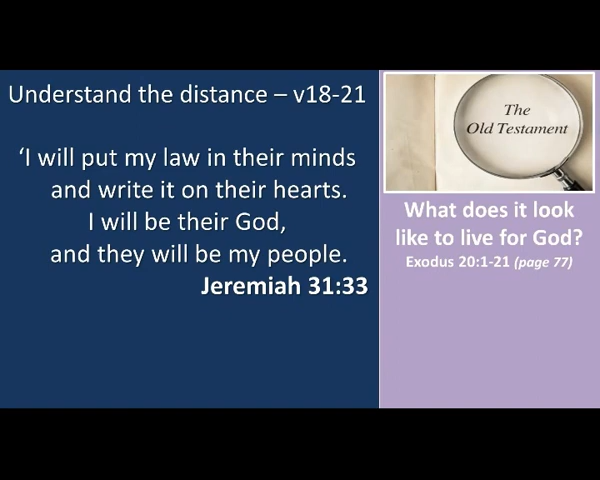 Understand the distance – v18-21
‘I will put my law in their minds
and write it on their hearts.
I will be their God,
and they will be my people.
Jeremiah 31:33
The
Old Testament
What does it look
like to live for God?
Exodus 20:1-21 (page 77)